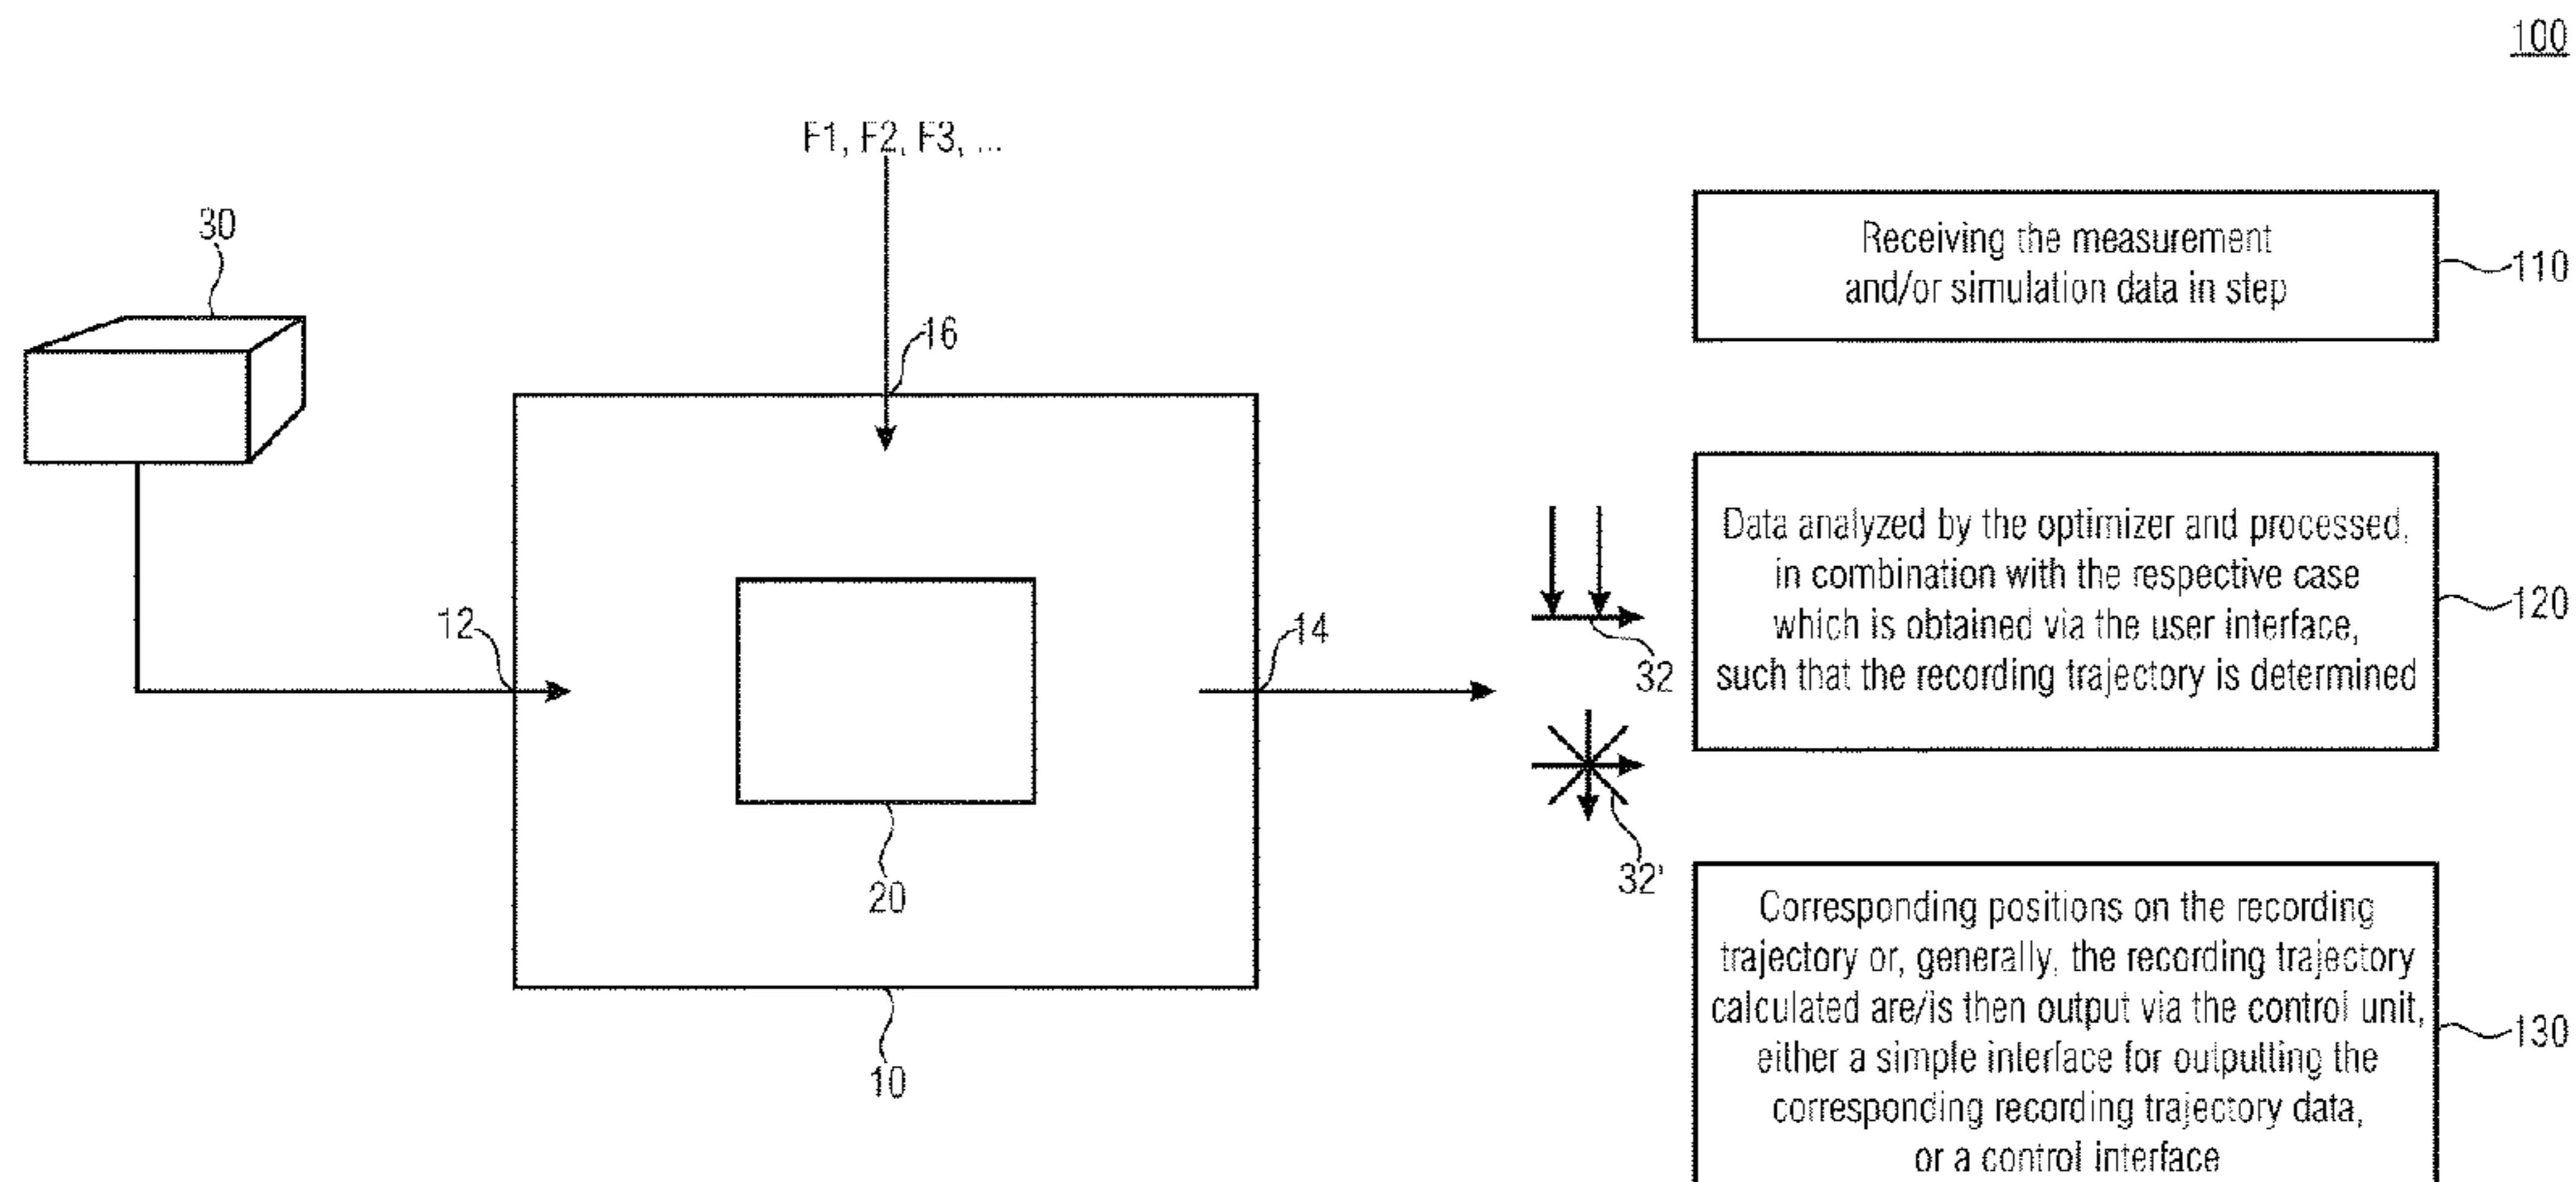 100
F1, F2, F3, ...
30
16
12
14
20
10
32
32'
Receiving the measurement
and/or simulation data in step
110
Data analyzed by the optimizer and processed,
in combination with the respective case
which is obtained via the user interface,
such that the recording trajectory is determined
120
Corresponding positions on the recording
trajectory or, generally, the recording trajectory
calculated are/is then output via the control unit,
either a simple interface for outputting the
corresponding recording trajectory data,
or a control interface
130